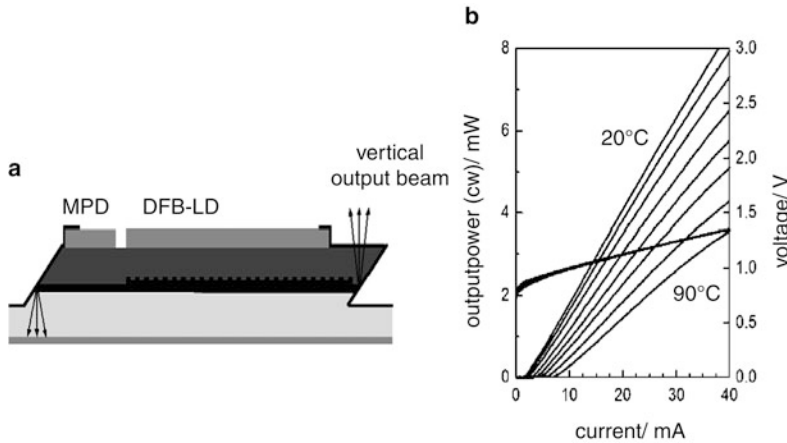 a
MPD
DFB-LD
vertical
output beam
b
outputpower (cw)/ mW
8
6
4
2
0
20°C
90°C
3.0
2.5
2.0
1.5
1.0
0.5
0.0
voltage/ V
0
10
20
30
40
current/ mA